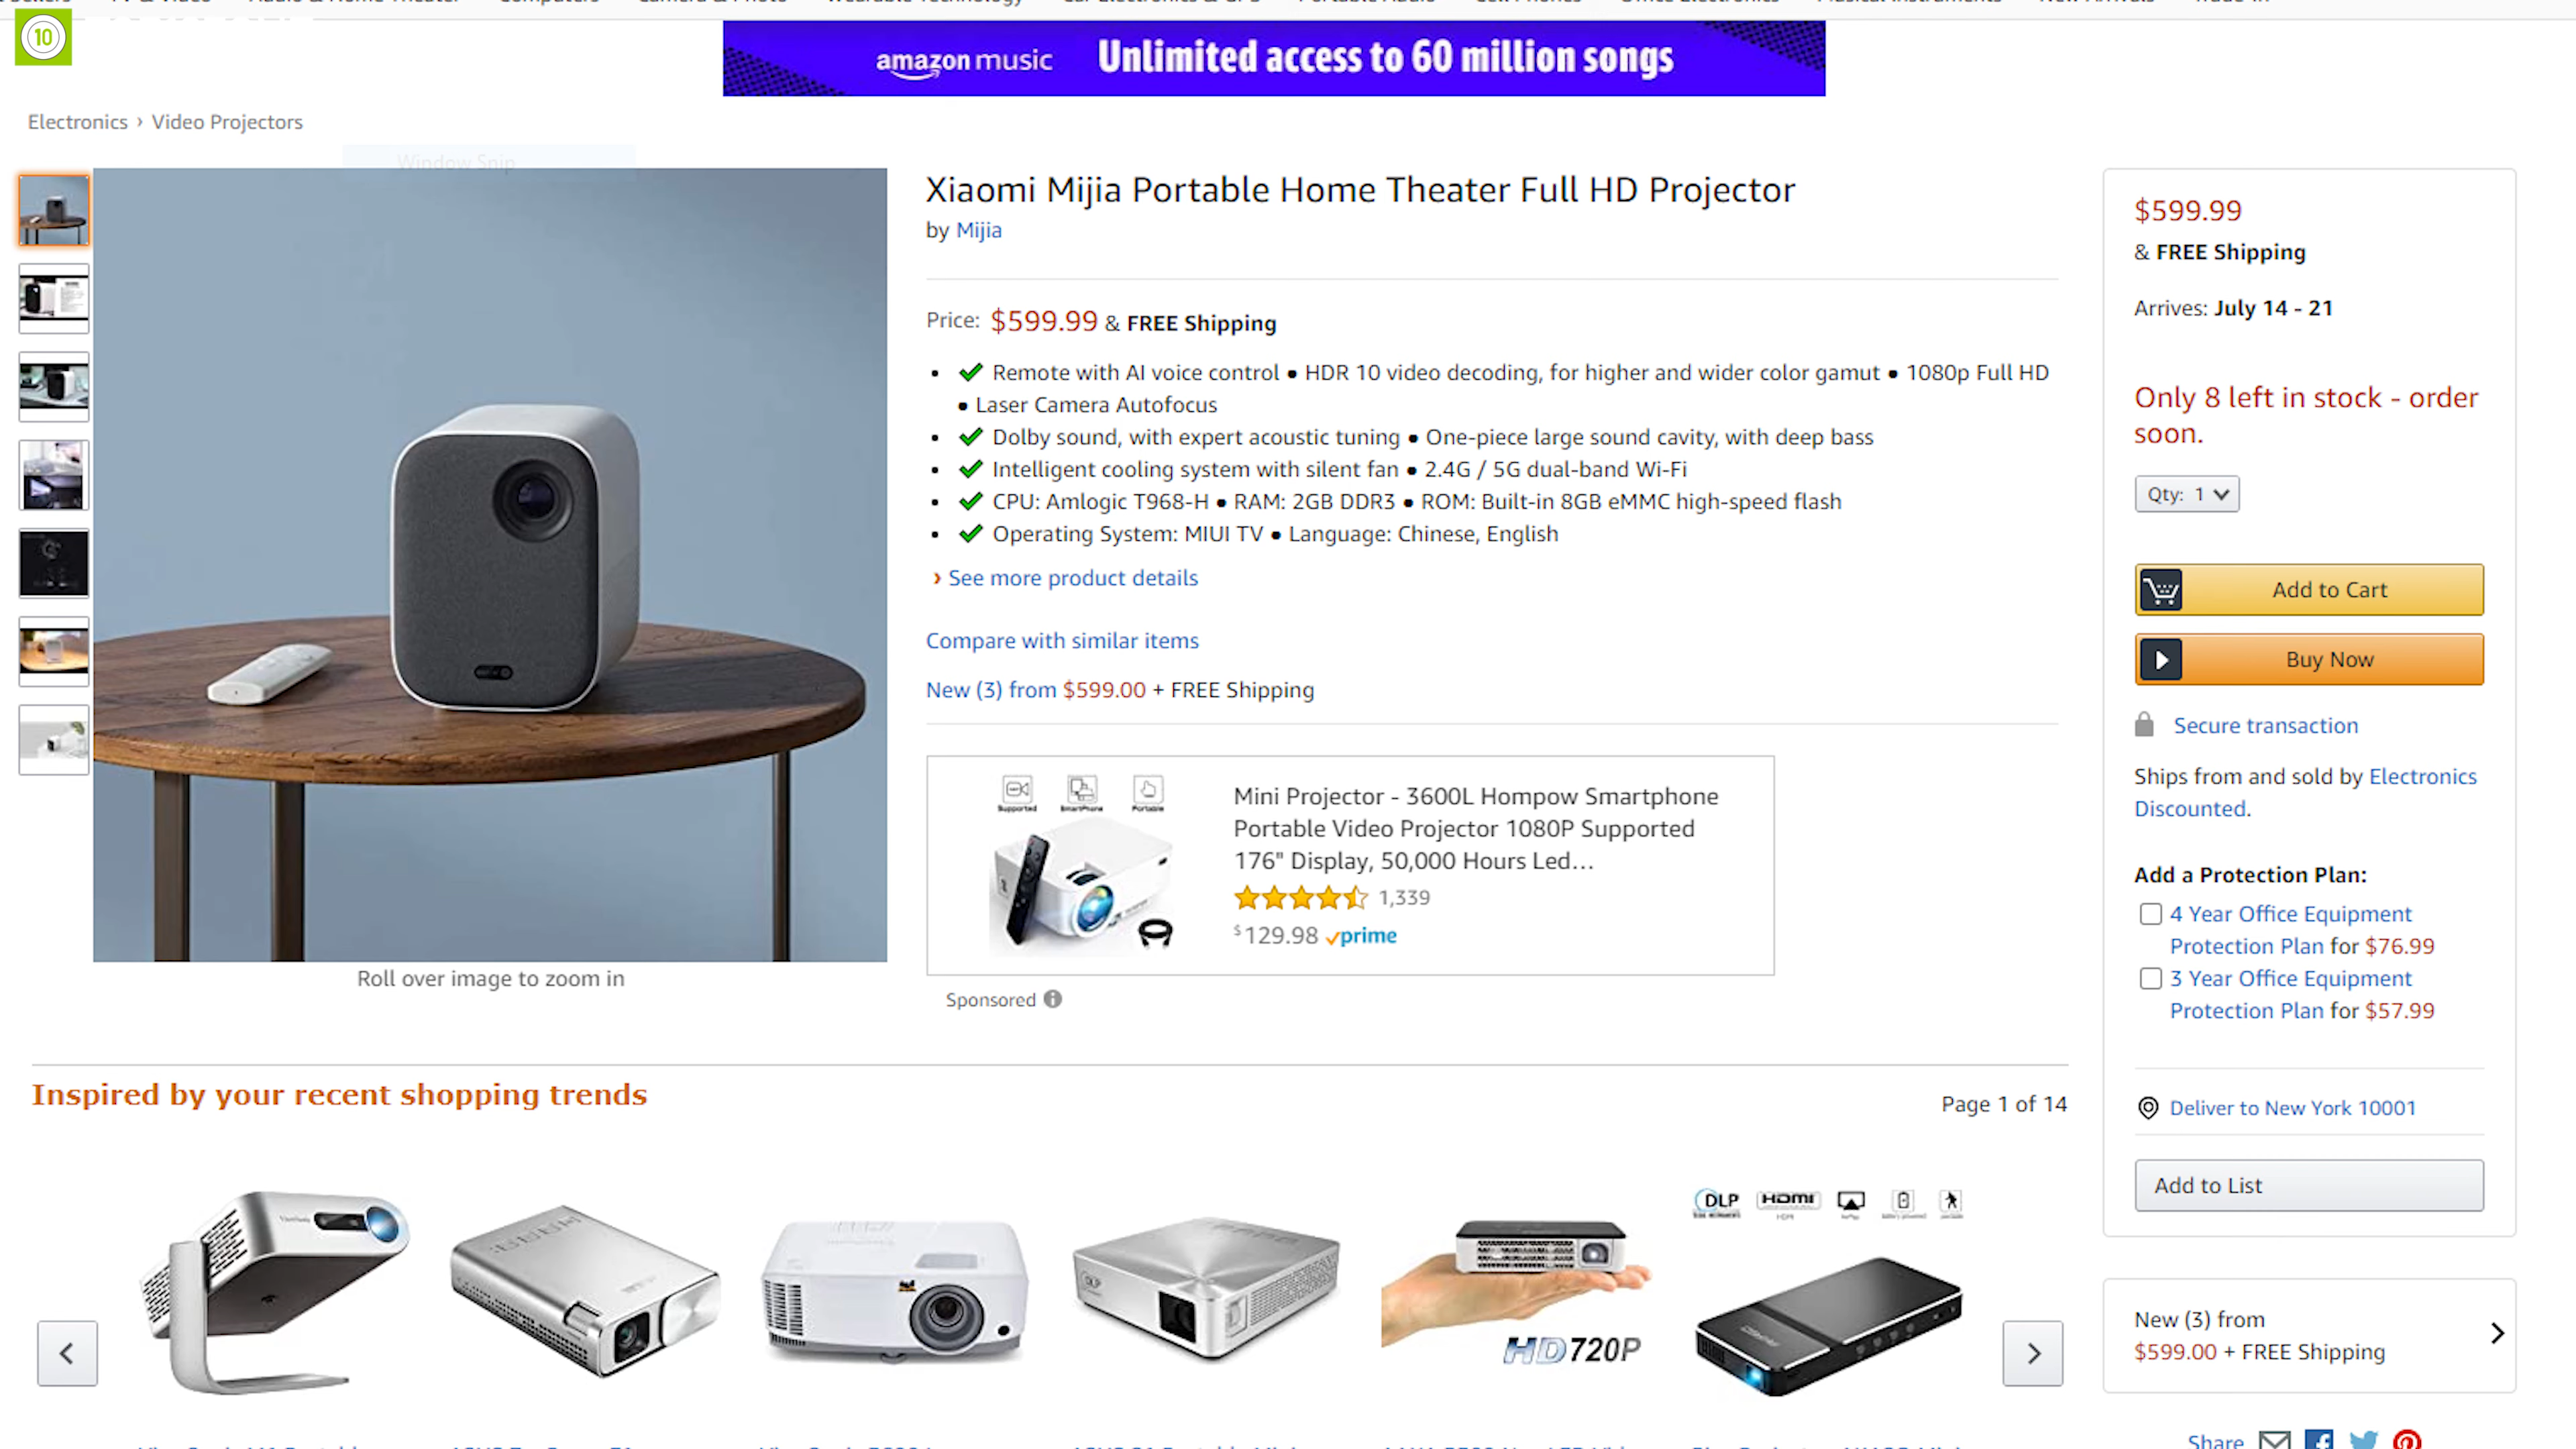 10
amazon music Unlimited access to 60 million songs
Electronics › Video Projectors
Window Snip
Xiaomi Mijia Portable Home Theater Full HD Projector
by Mijia
Price: $599.99 & FREE Shipping
• ✔ Remote with AI voice control ● HDR 10 video decoding, for higher and wider color gamut ● 1080p Full HD
● Laser Camera Autofocus
• ✔ Dolby sound, with expert acoustic tuning ● One-piece large sound cavity, with deep bass
• ✔ Intelligent cooling system with silent fan ● 2.4G / 5G dual-band Wi-Fi
• ✔ CPU: Amlogic T968-H ● RAM: 2GB DDR3 ● ROM: Built-in 8GB eMMC high-speed flash
• ✔ Operating System: MIUI TV ● Language: Chinese, English
› See more product details
Compare with similar items
New (3) from $599.00 + FREE Shipping
Supported SmartPhone Portable
Mini Projector - 3600L Hompow Smartphone
Portable Video Projector 1080P Supported
176" Display, 50,000 Hours Led…
1,339
$129.98 prime
Sponsored
Roll over image to zoom in
$599.99
& FREE Shipping
Arrives: July 14 - 21
Only 8 left in stock - order
soon.
Qty: 1
Add to Cart
Buy Now
Secure transaction
Ships from and sold by Electronics
Discounted.
Add a Protection Plan:
4 Year Office Equipment
Protection Plan for $76.99
3 Year Office Equipment
Protection Plan for $57.99
Deliver to New York 10001
Add to List
New (3) from
$599.00 + FREE Shipping
Share
Inspired by your recent shopping trends
Page 1 of 14
DLP HDMI
DLP
HD720P